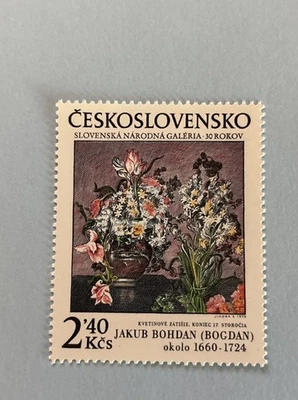 ČESKOSLOVENSKO
SLOVENSKÁ NÁRODNÁ GALÉRIA · 30 ROKOV
KVETINOVÉ ZÁTIŠIE, KONIEC 17. STOROČIA
2'40 JAKUB BOHDAN (BOGDAN)
Kčs okolo 1660-1724